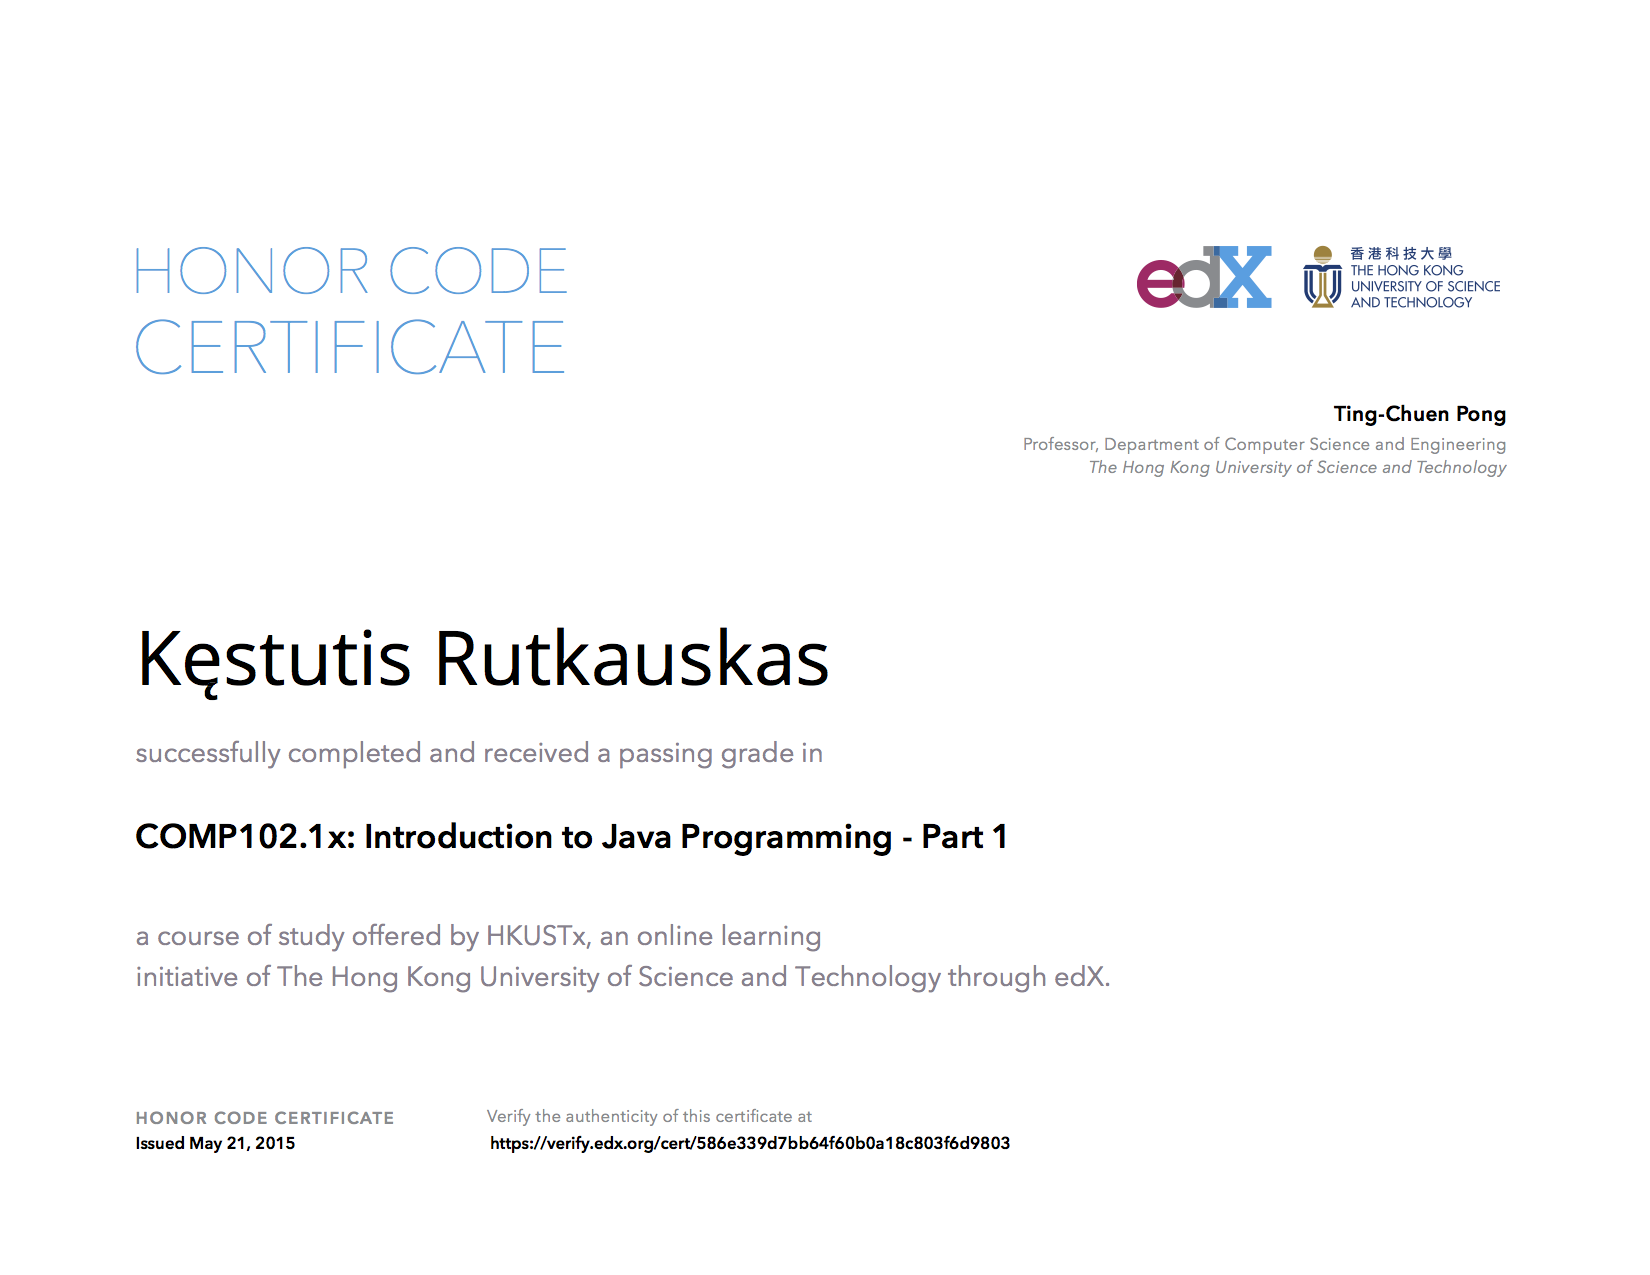 HONOR CODE
CERTIFICATE
edX
香港科技大學
THE HONG KONG
UNIVERSITY OF SCIENCE
AND TECHNOLOGY
Ting-Chuen Pong
Professor, Department of Computer Science and Engineering
The Hong Kong University of Science and Technology
Kęstutis Rutkauskas
successfully completed and received a passing grade in
COMP102.1x: Introduction to Java Programming - Part 1
a course of study offered by HKUSTx, an online learning
initiative of The Hong Kong University of Science and Technology through edX.
HONOR CODE CERTIFICATE
Issued May 21, 2015
Verify the authenticity of this certificate at
https://verify.edx.org/cert/586e339d7bb64f60b0a18c803f6d9803